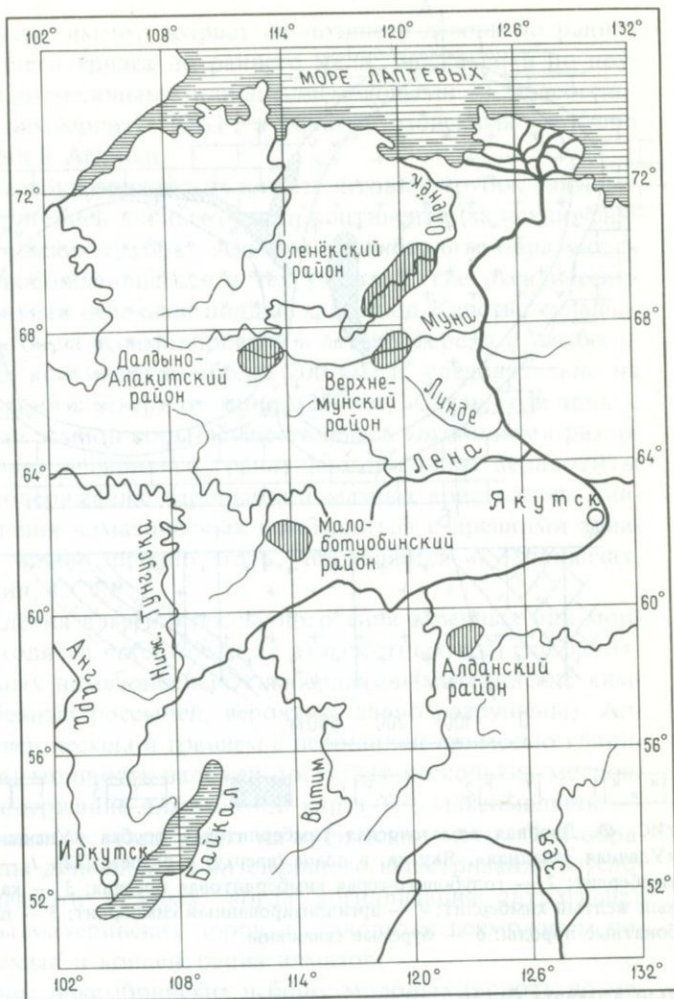 102° 108° 114° 120° 126° 132°
МОРЕ ЛАПТЕВЫХ
72° 72°
Оленёк
Оленёкский
район
Муна
68° 68°
Далдыно-
Алакитский
район
Верхне-
мунский
район
Линде
Лена
64° 64°
Якутск
Мало-
ботуобинский
район
Ниж. Тунгуска
60° 60°
Ангара
Алданский
район
56° 56°
Витим
Байкал
Зея
Иркутск
52° 52°
102° 108° 114° 120° 126° 132°